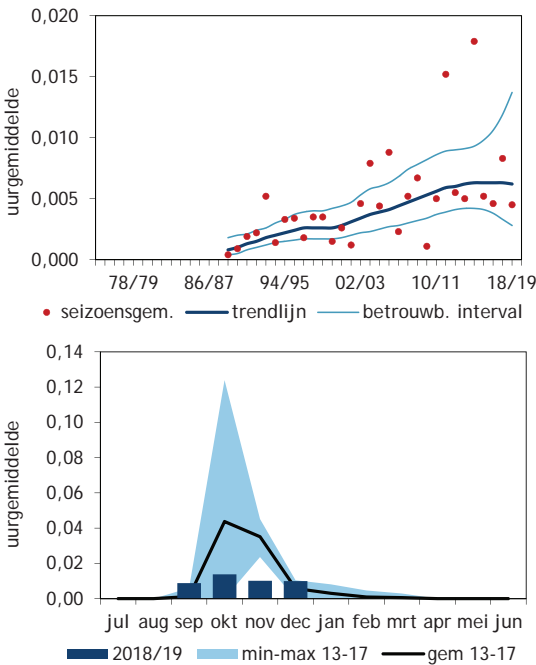 0,020
0,015
0,010
0,005
0,000
uurgemiddelde
78/79 86/87 94/95 02/03 10/11 18/19
seizoensgem. trendlijn betrouwb. interval
0,14
0,12
0,10
0,08
0,06
0,04
0,02
0,00
uurgemiddelde
jul aug sep okt nov dec jan feb mrt apr mei jun
2018/19 min-max 13-17 gem 13-17